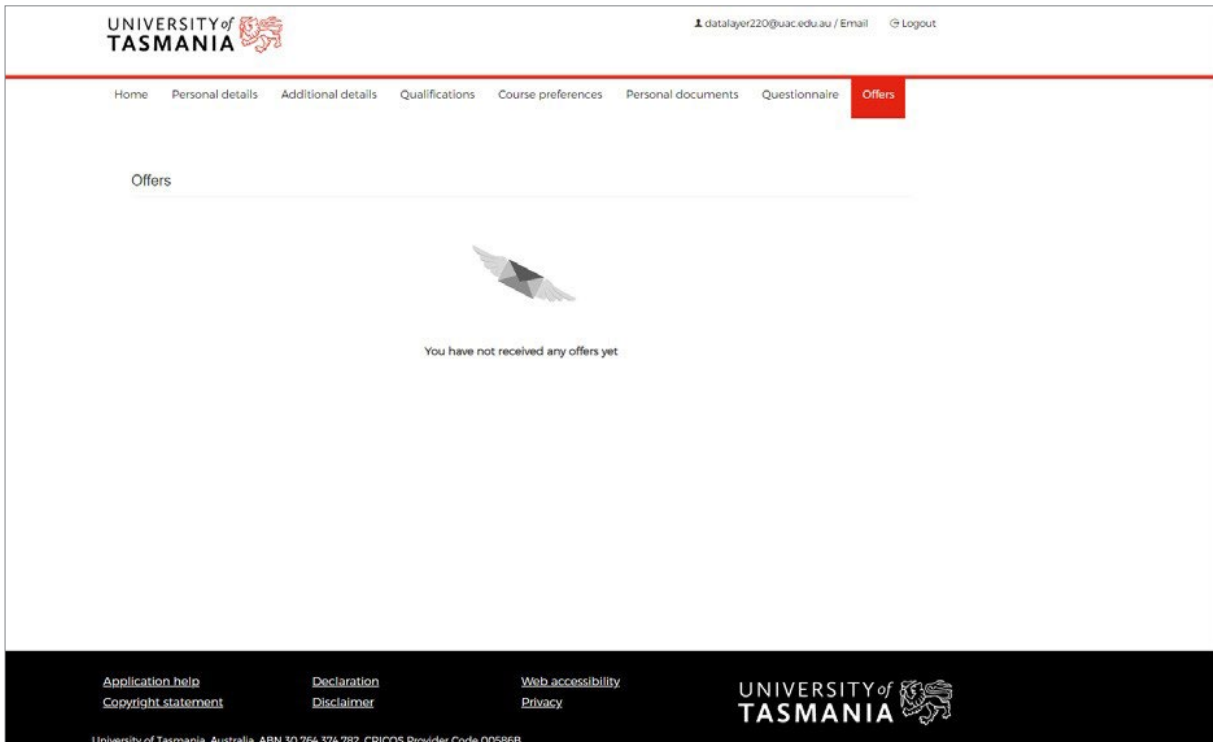 UNIVERSITY of
TASMANIA
datalayer220@uac.edu.au / Email Logout
Home Personal details Additional details Qualifications Course preferences Personal documents Questionnaire Offers
Offers
You have not received any offers yet
Application help Declaration Web accessibility
Copyright statement Disclaimer Privacy
UNIVERSITY of
TASMANIA
University of Tasmania, Australia. ABN 30 764 374 782. CRICOS Provider Code 00586B